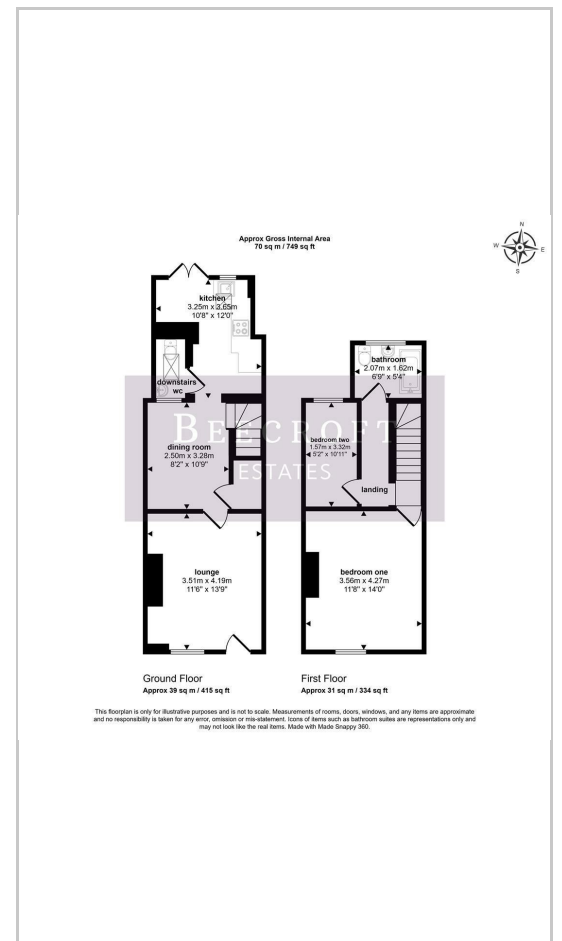 Approx Gross Internal Area
70 sq m / 749 sq ft
N
W
E
S
kitchen
3.25m x 3.65m
10'8" x 12'0"
downstairs
wc
bathroom
2.07m x 1.62m
6'9" x 5'4"
BEECROFT
ESTATES
dining room
2.50m x 3.28m
8'2" x 10'9"
bedroom two
1.57m x 3.32m
5'2" x 10'11"
landing
lounge
3.51m x 4.19m
11'6" x 13'9"
bedroom one
3.56m x 4.27m
11'8" x 14'0"
Ground Floor
Approx 39 sq m / 415 sq ft
First Floor
Approx 31 sq m / 334 sq ft
This floorplan is only for illustrative purposes and is not to scale. Measurements of rooms, doors, windows, and any items are approximate
and no responsibility is taken for any error, omission or mis-statement. Icons of items such as bathroom suites are representations only and
may not look like the real items. Made with Made Snappy 360.